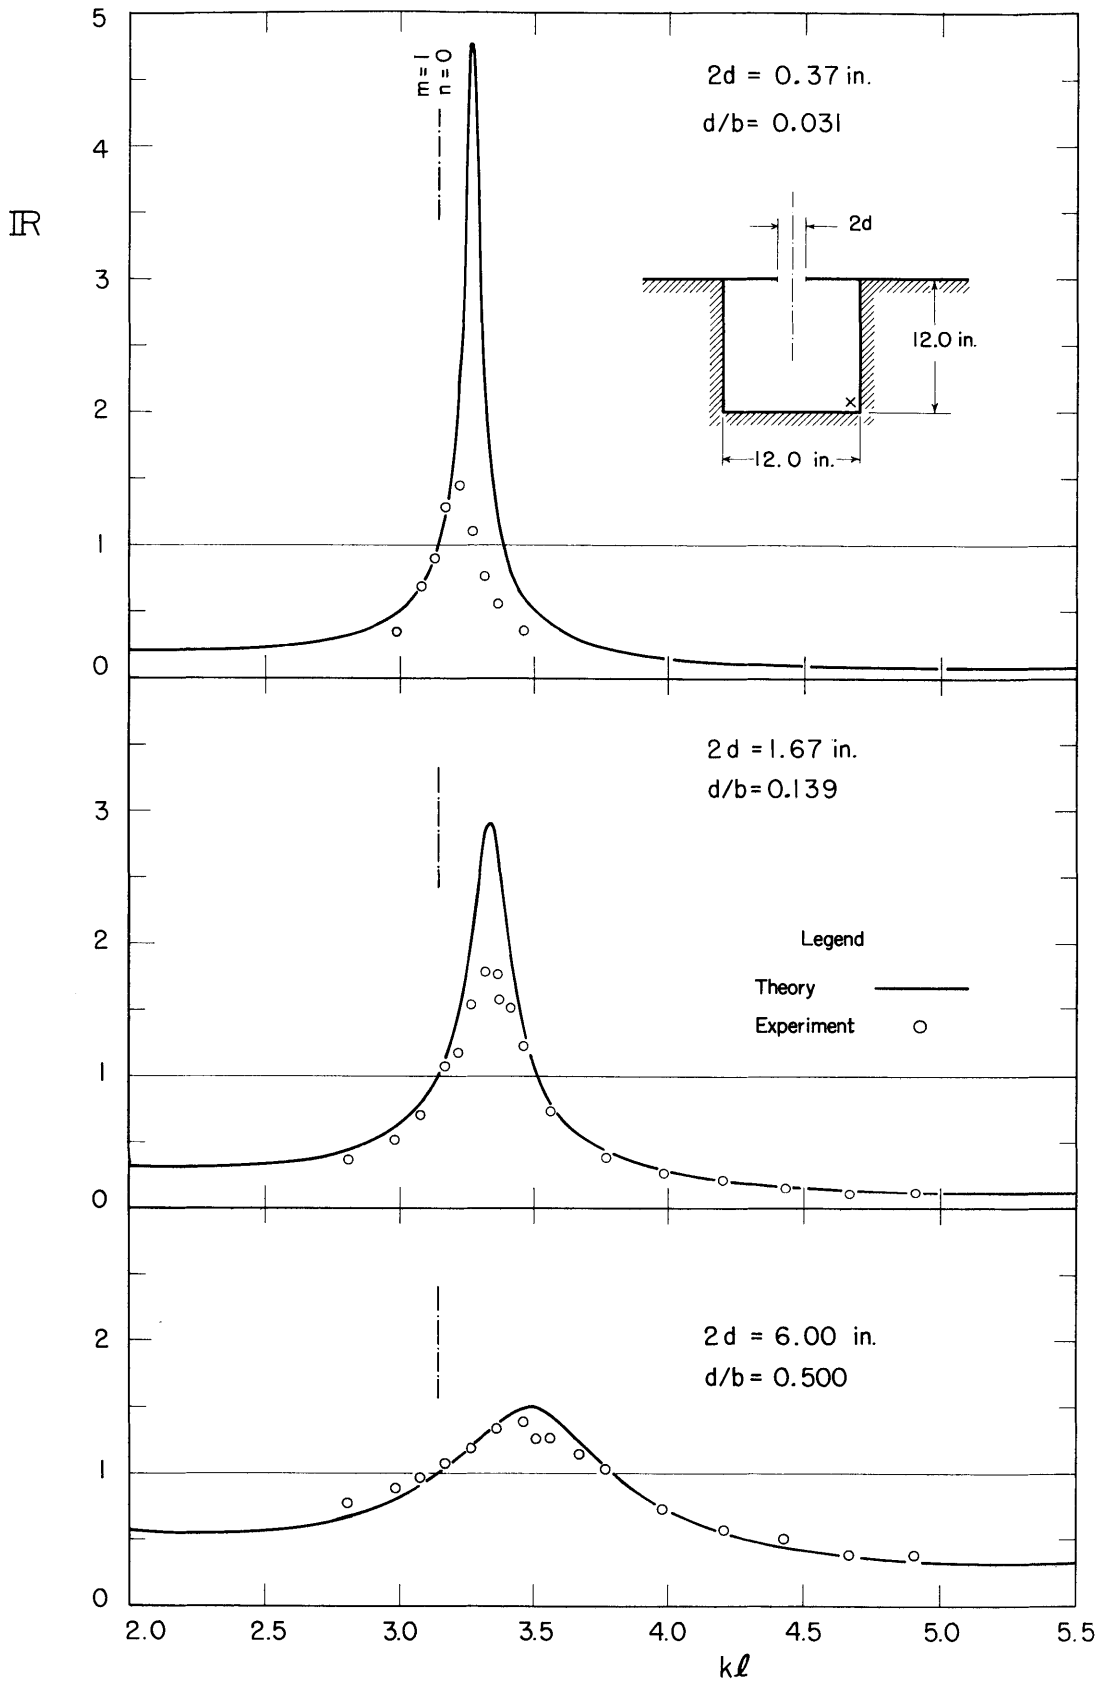 5
m=1
n=0
2d = 0.37 in.
d/b= 0.031
4
R
2d
3
12.0 in.
2
×
12.0 in.
1
0
2d = 1.67 in.
d/b=0.139
3
2
Legend
Theory
Experiment
1
0
2
2d = 6.00 in.
d/b= 0.500
1
0
2.0 2.5 3.0 3.5 4.0 4.5 5.0 5.5
kℓ